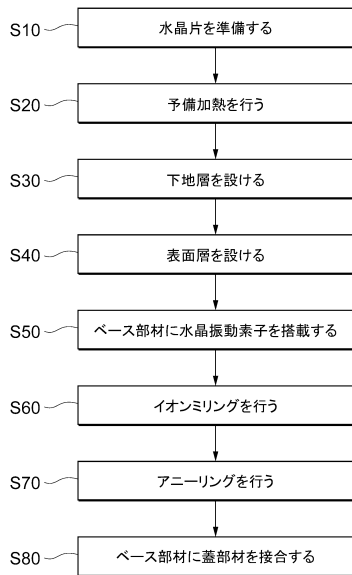 S10 水晶片を準備する
S20 予備加熱を行う
S30 下地層を設ける
S40 表面層を設ける
S50 ベース部材に水晶振動素子を搭載する
S60 イオンミリングを行う
S70 アニーリングを行う
S80 ベース部材に蓋部材を接合する